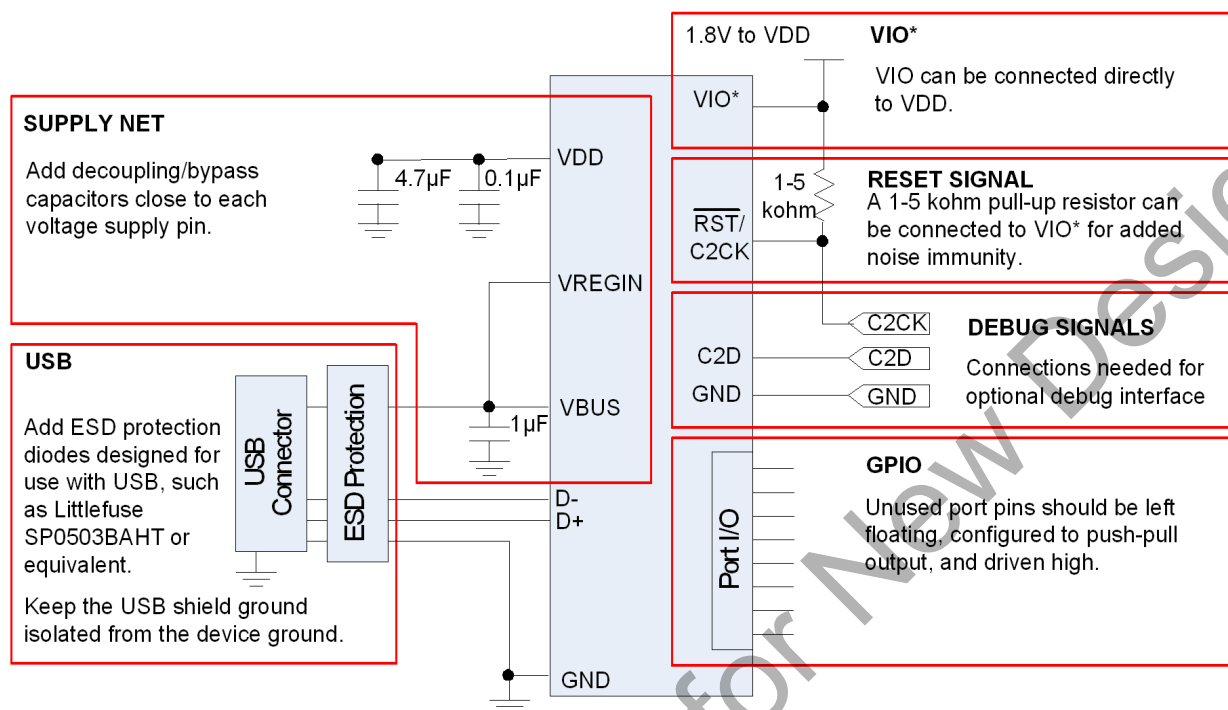 1.8V to VDD
VIO*
VIO can be connected directly
to VDD.
VIO*
SUPPLY NET
Add decoupling/bypass
capacitors close to each
voltage supply pin.
4.7µF
0.1µF
VDD
VREGIN
VBUS
1µF
1-5
kohm
RST/
C2CK
RESET SIGNAL
A 1-5 kohm pull-up resistor can
be connected to VIO* for added
noise immunity.
C2CK
C2D
GND
C2D
GND
DEBUG SIGNALS
Connections needed for
optional debug interface
USB
Add ESD protection
diodes designed for
use with USB, such
as Littlefuse
SP0503BAHT or
equivalent.
Keep the USB shield ground
isolated from the device ground.
USB
Connector
ESD Protection
D-
D+
GND
Port I/O
GPIO
Unused port pins should be left
floating, configured to push-pull
output, and driven high.
for New Design